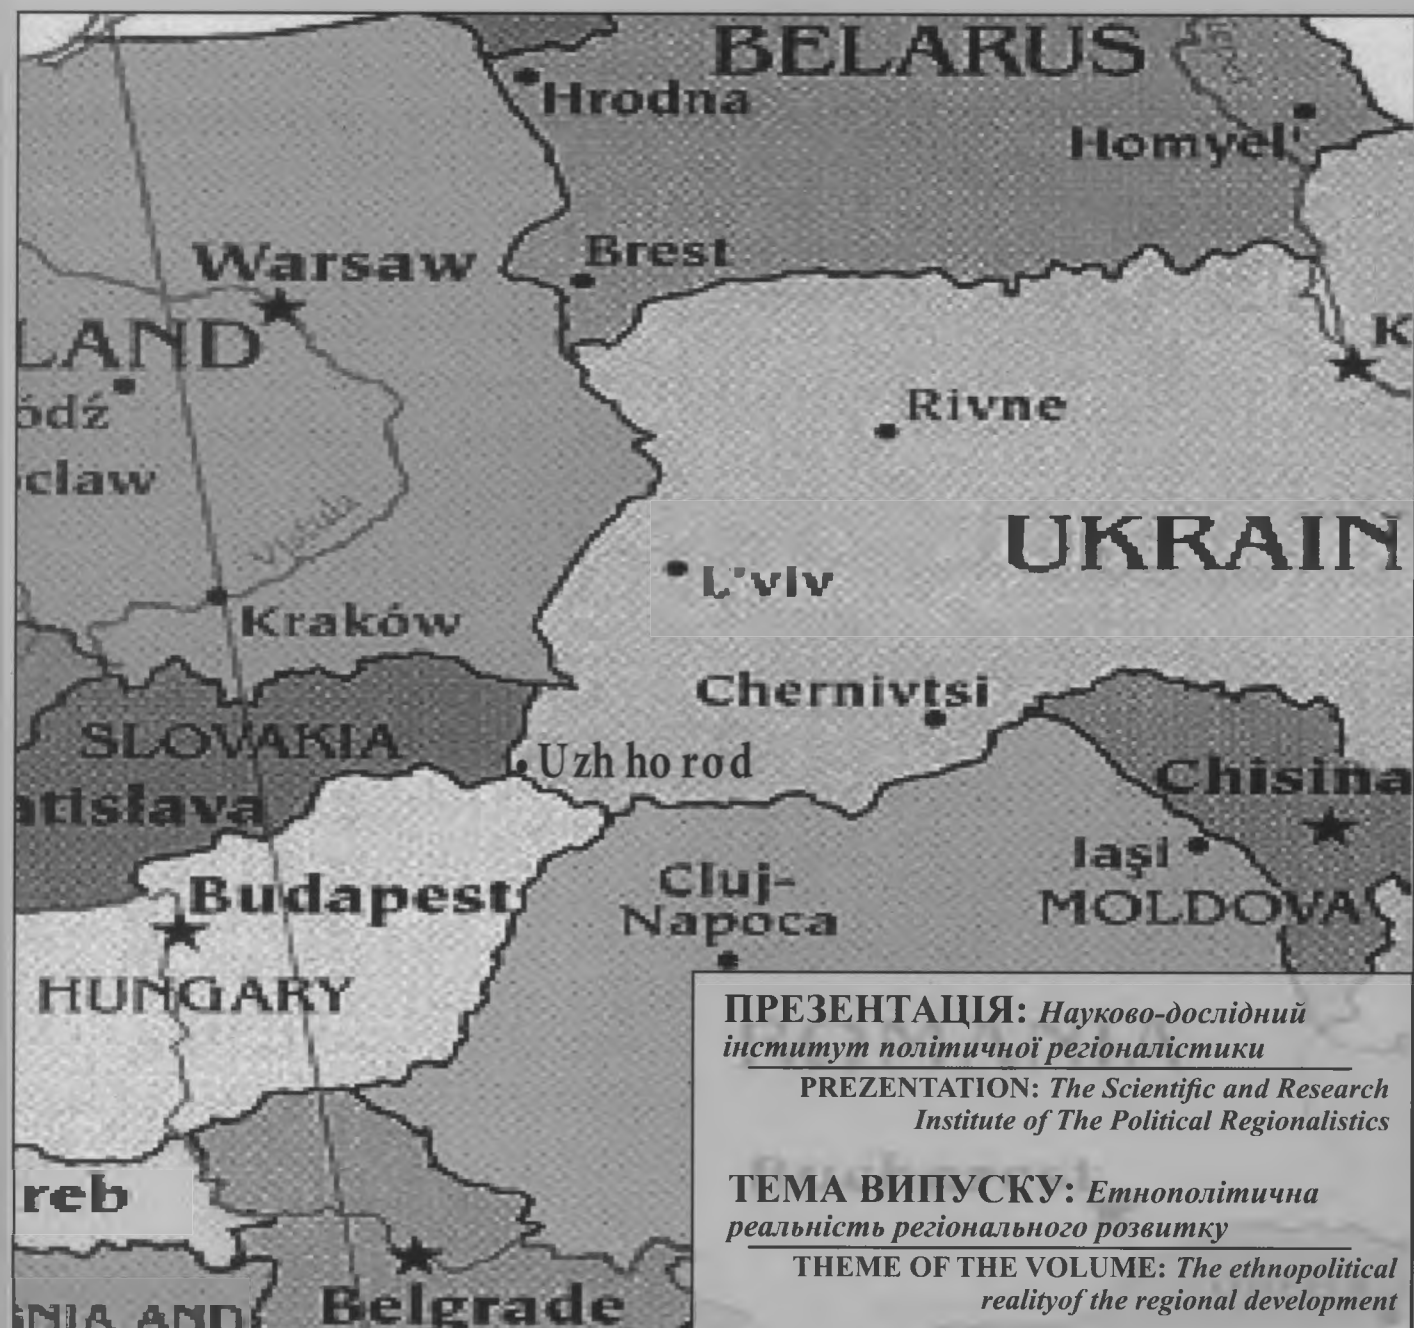 BELARUS
Hrodna
Homyel'
Warsaw
Brest
LAND
K
ódź
Rivne
claw
Vistula
UKRAIN
L'viv
Kraków
Chernivtsi
SLOVAKIA
Uzh ho rod
atislava
Chisina
Iaşi
Cluj-
Napoca
Budapest
MOLDOVA
HUNGARY
ПРЕЗЕНТАЦІЯ: Науково-дослідний
інститут політичної регіоналістики
PREZENTATION: The Scientific and Research
Institute of The Political Regionalistics
reb
ТЕМА ВИПУСКУ: Етнополітична
реальність регіонального розвитку
THEME OF THE VOLUME: The ethnopolitical
realityof the regional development
NIA AND
Belgrade